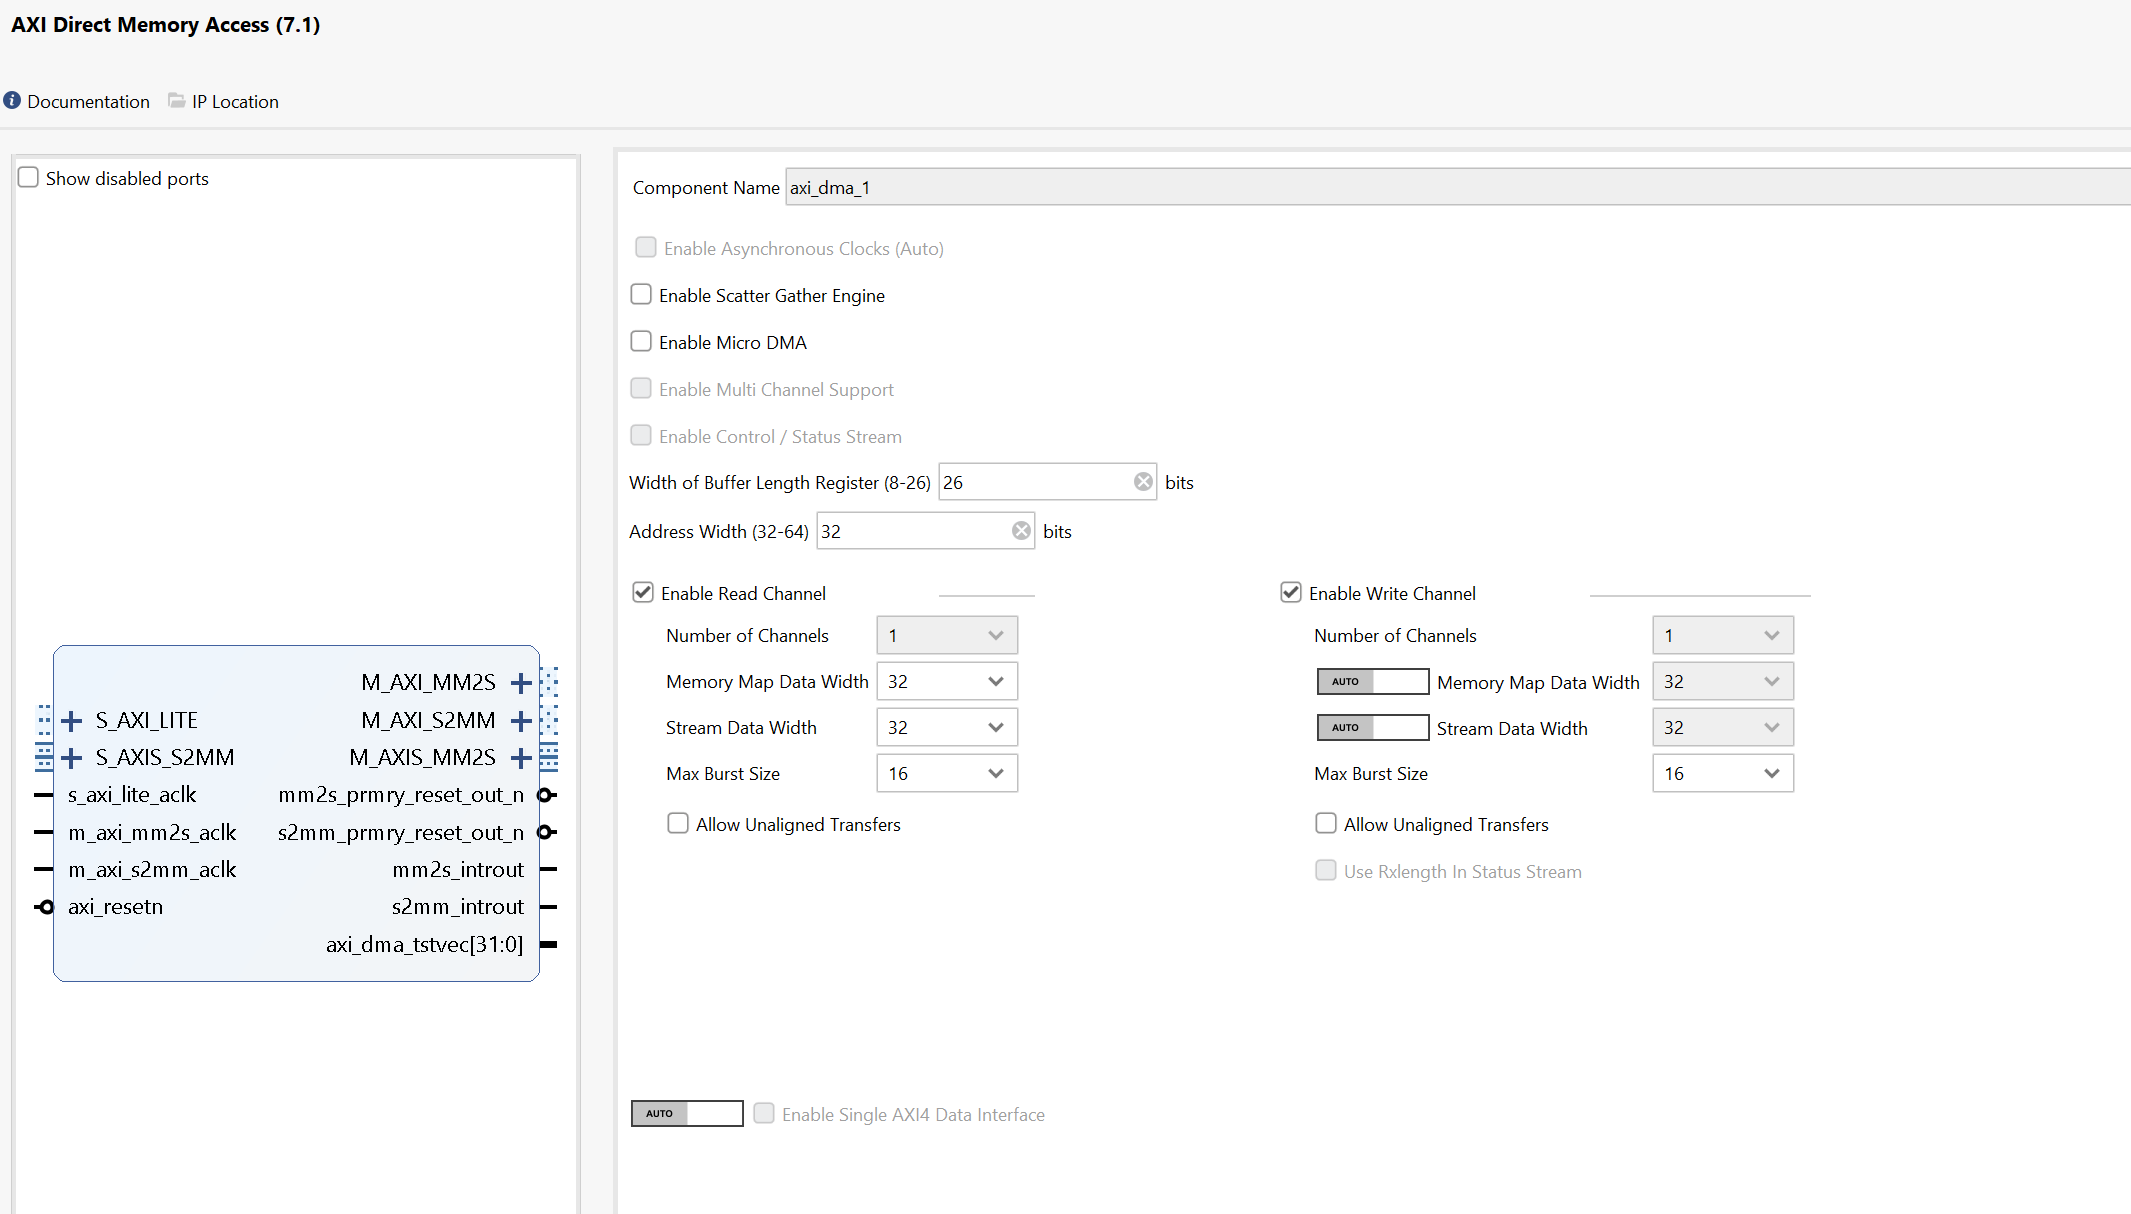 AXI Direct Memory Access (7.1)
Documentation IP Location
Show disabled ports
M_AXI_MM2S
S_AXI_LITE M_AXI_S2MM
S_AXIS_S2MM M_AXIS_MM2S
s_axi_lite_aclk mm2s_prmry_reset_out_n
m_axi_mm2s_aclk s2mm_prmry_reset_out_n
m_axi_s2mm_aclk mm2s_introut
axi_resetn s2mm_introut
axi_dma_tstvec[31:0]
Component Name axi_dma_1
Enable Asynchronous Clocks (Auto)
Enable Scatter Gather Engine
Enable Micro DMA
Enable Multi Channel Support
Enable Control / Status Stream
Width of Buffer Length Register (8-26) 26 bits
Address Width (32-64) 32 bits
Enable Read Channel
Number of Channels 1
Memory Map Data Width 32
Stream Data Width 32
Max Burst Size 16
Allow Unaligned Transfers
Enable Write Channel
Number of Channels 1
AUTO Memory Map Data Width 32
AUTO Stream Data Width 32
Max Burst Size 16
Allow Unaligned Transfers
Use Rxlength In Status Stream
AUTO Enable Single AXI4 Data Interface